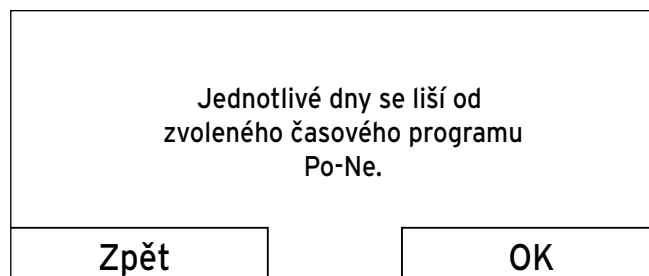 Jednotlivé dny se liší od
zvoleného časového programu
Po-Ne.
Zpět
OK